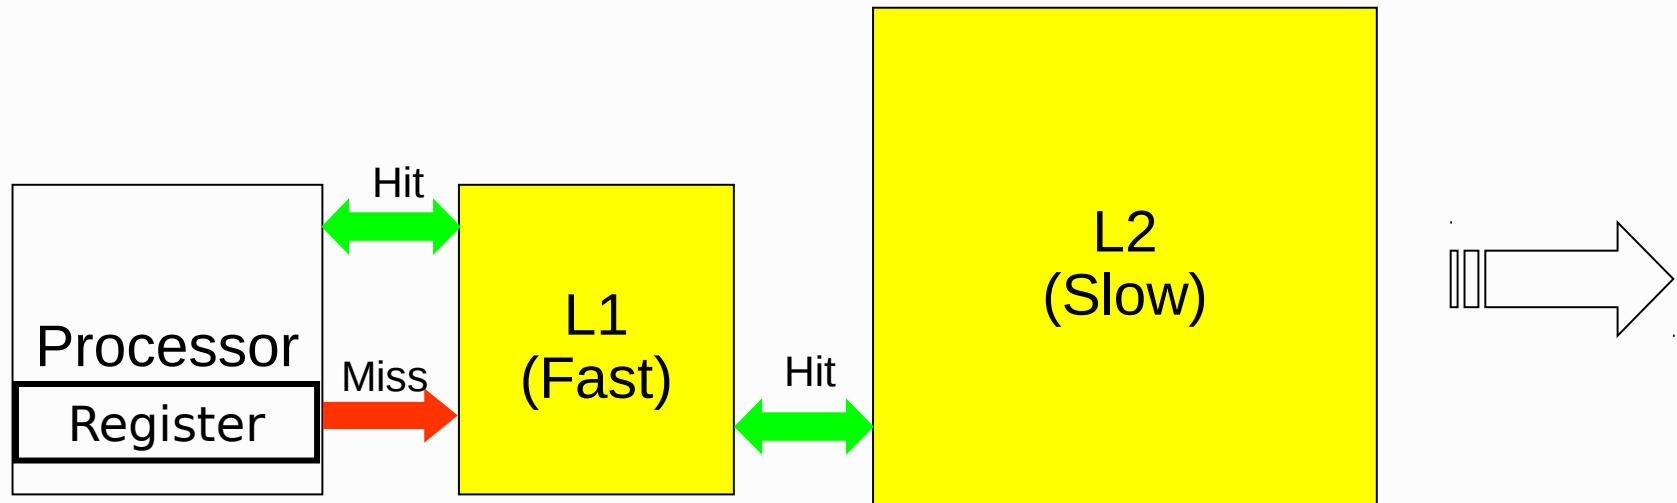 Hit
Processor
Register
Miss
L1
(Fast)
Hit
L2
(Slow)